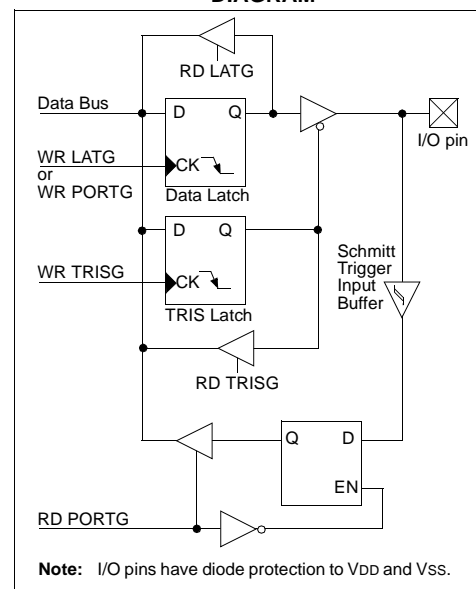 DIAGRAM
RD LATG
Data Bus
D Q
I/O pin
WR LATG
or
WR PORTG
CK
Data Latch
D Q
WR TRISG
CK
TRIS Latch
Schmitt
Trigger
Input
Buffer
RD TRISG
Q D
EN
RD PORTG
Note: I/O pins have diode protection to VDD and VSS.